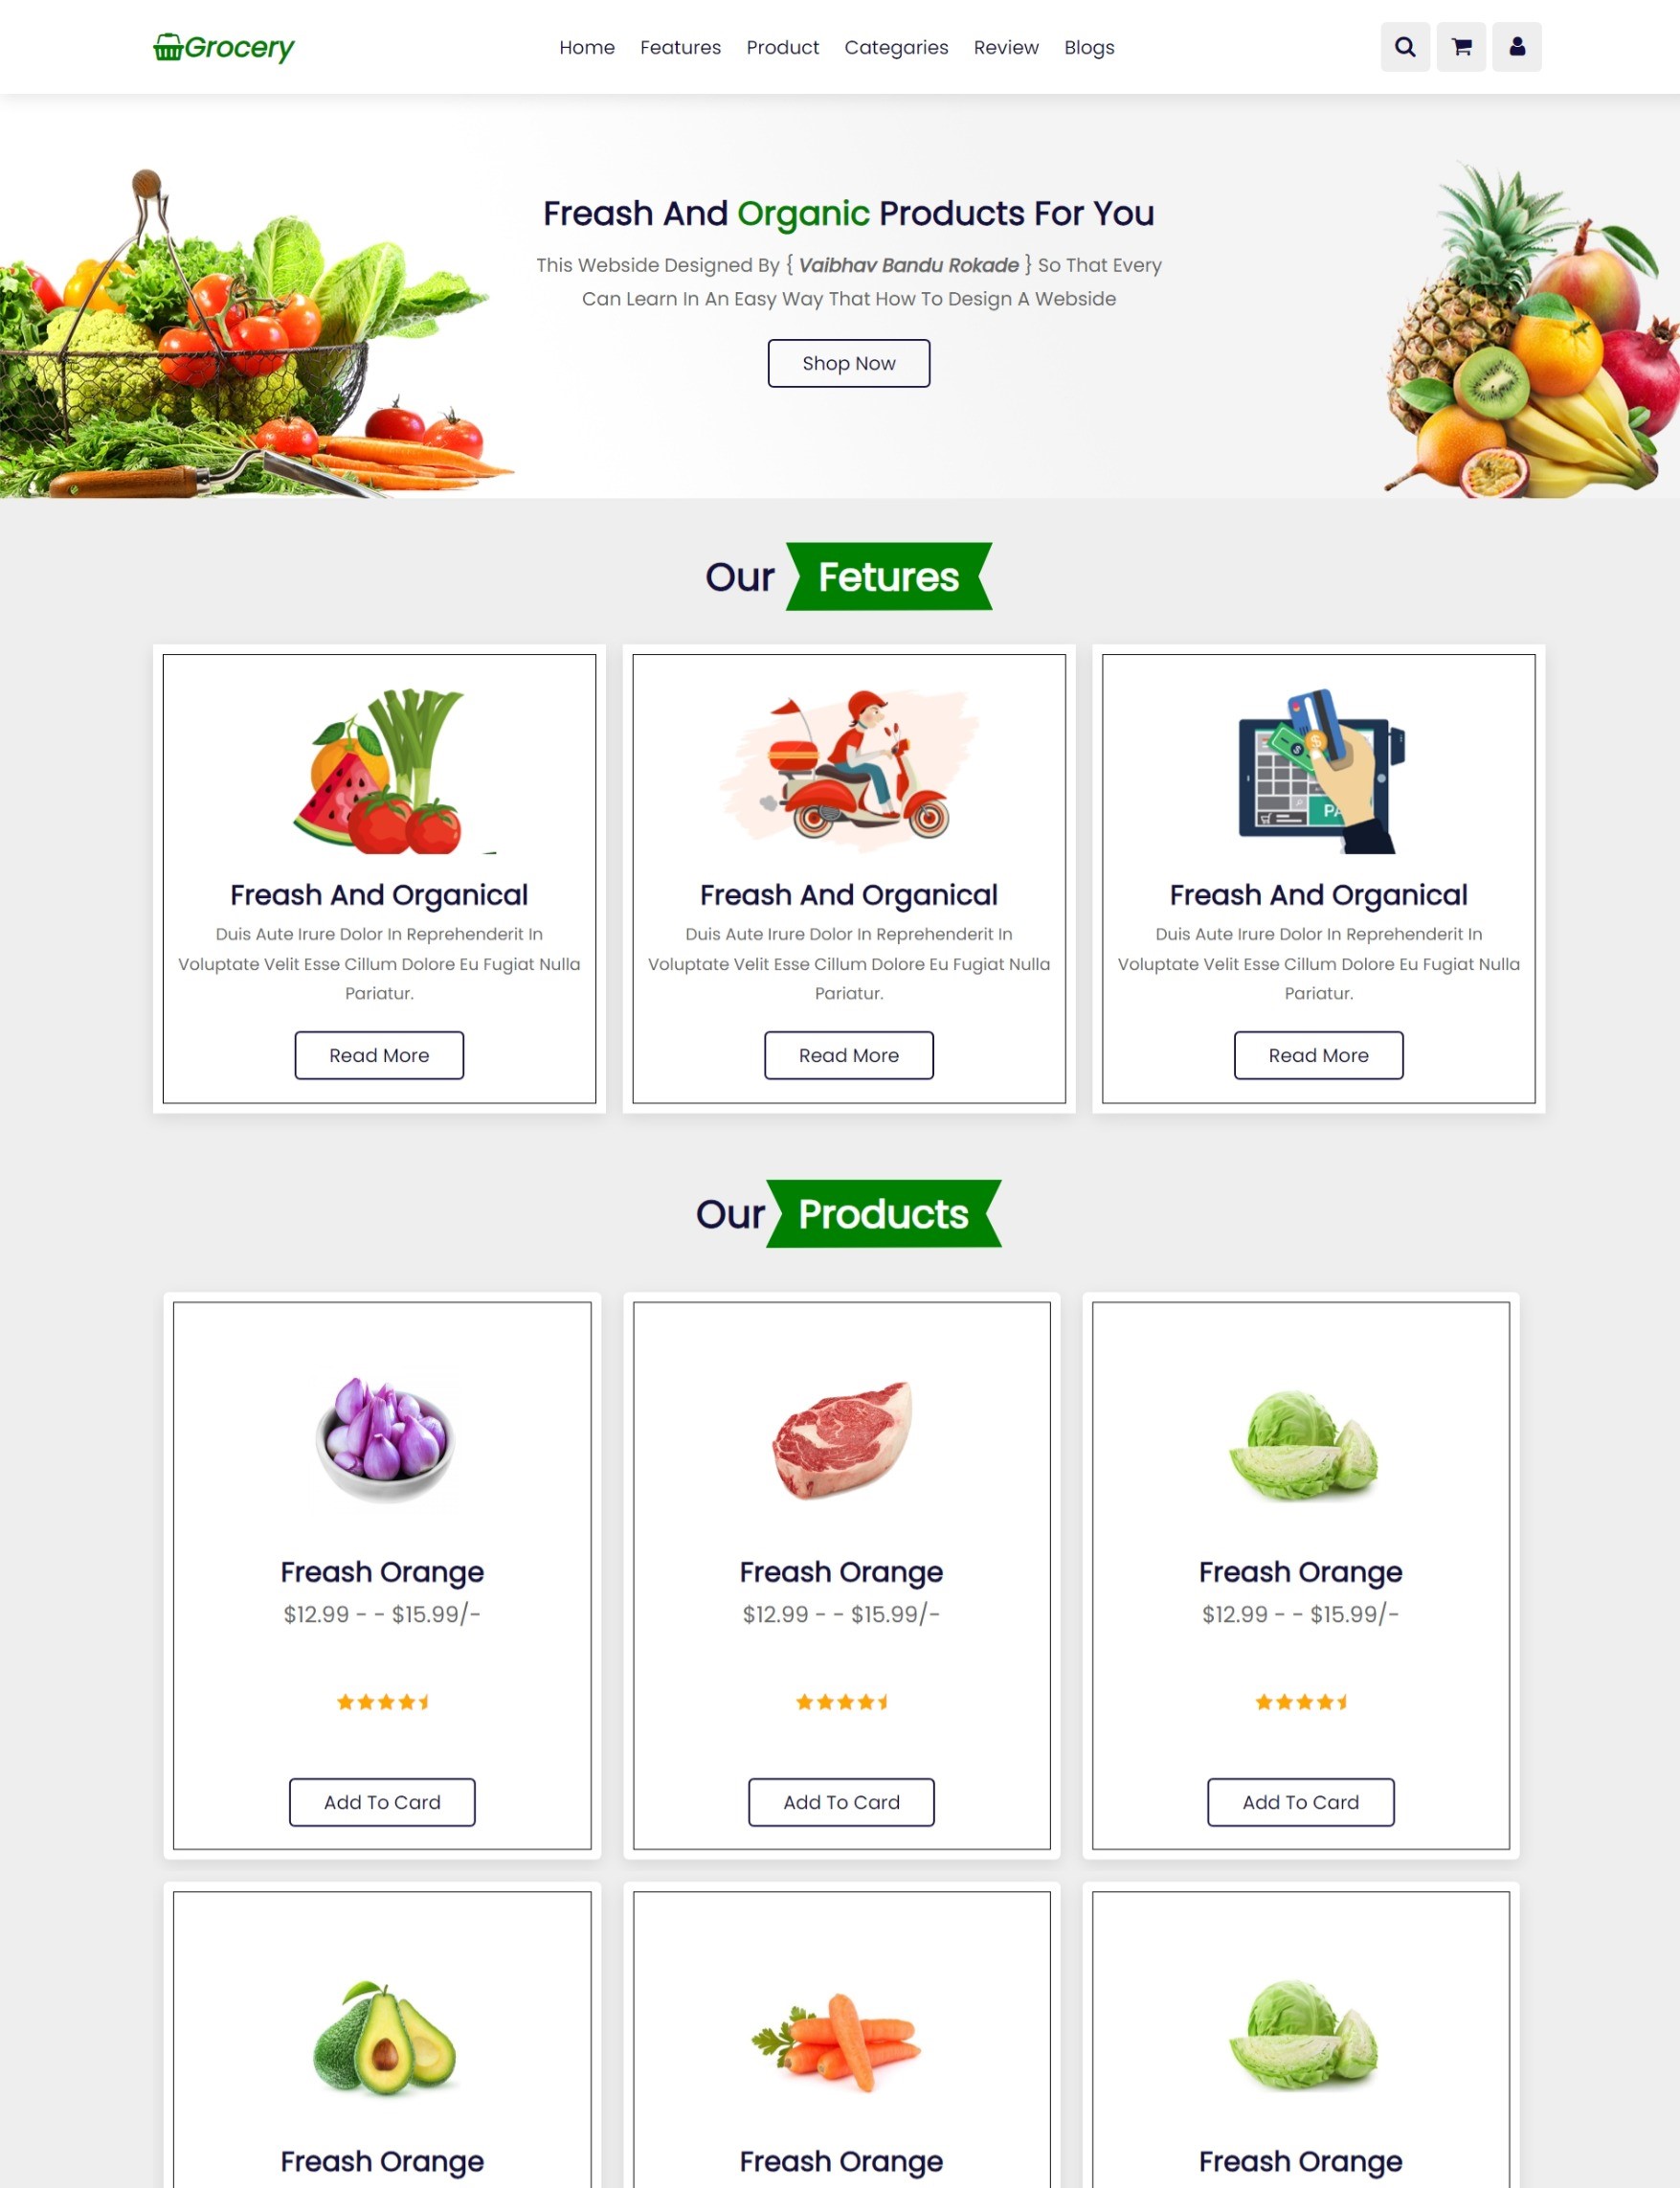 Grocery
Home Features Product Categaries Review Blogs
Freash And Organic Products For You
This Webside Designed By { Vaibhav Bandu Rokade } So That Every
Can Learn In An Easy Way That How To Design A Webside
Shop Now
Our Fetures
Freash And Organical
Duis Aute Irure Dolor In Reprehenderit In
Voluptate Velit Esse Cillum Dolore Eu Fugiat Nulla
Pariatur.
Read More
Freash And Organical
Duis Aute Irure Dolor In Reprehenderit In
Voluptate Velit Esse Cillum Dolore Eu Fugiat Nulla
Pariatur.
Read More
Freash And Organical
Duis Aute Irure Dolor In Reprehenderit In
Voluptate Velit Esse Cillum Dolore Eu Fugiat Nulla
Pariatur.
Read More
Our Products
Freash Orange
$12.99 - - $15.99/-
Add To Card
Freash Orange
$12.99 - - $15.99/-
Add To Card
Freash Orange
$12.99 - - $15.99/-
Add To Card
Freash Orange
Freash Orange
Freash Orange